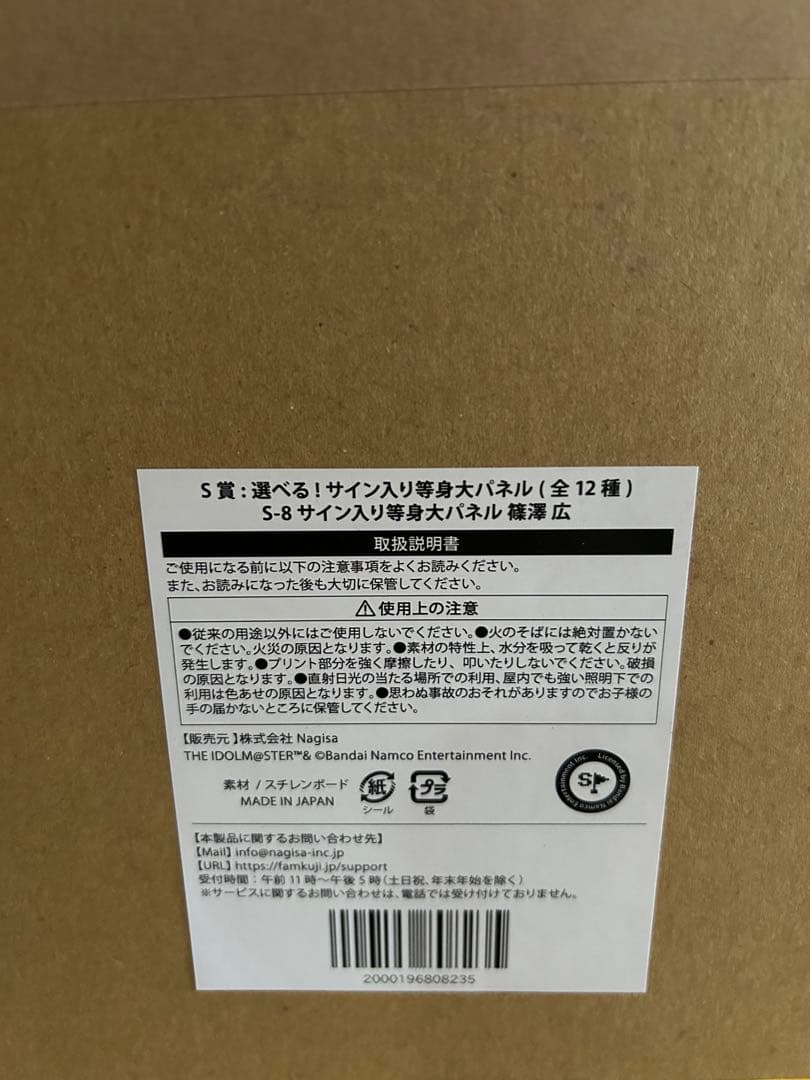 S賞：選べる！サイン入り等身大パネル(全12種)
S-8 サイン入り等身大パネル 篠澤 広
取扱説明書
ご使用になる前に以下の注意事項をよくお読みください。
また、お読みになった後も大切に保管してください。
⚠使用上の注意
●従来の用途以外にはご使用しないでください。●火のそばには絶対置かない
でください。火災の原因となります。●素材の特性上、水分を吸って乾くと反りが
発生します。●プリント部分を強く摩擦したり、叩いたりしないでください。破損
の原因となります。●直射日光の当たる場所での利用、屋内でも強い照明下での
利用は色あせの原因となります。●思わぬ事故のおそれがありますのでお子様の
手の届かないところに保管してください。
【販売元】株式会社 Nagisa
THE IDOLM@STER™& ©Bandai Namco Entertainment Inc.
素材 / スチレンボード
MADE IN JAPAN
紙
シール
プラ
袋
S
Licensed by Bandai Namco Entertainment Inc.
【本製品に関するお問い合わせ先】
【Mail】info@nagisa-inc.jp
【URL】https://famkuji.jp/support
受付時間：午前11時～午後5時(土日祝、年末年始を除く)
※サービスに関するお問い合わせは、電話では受け付けておりません。
2000196808235